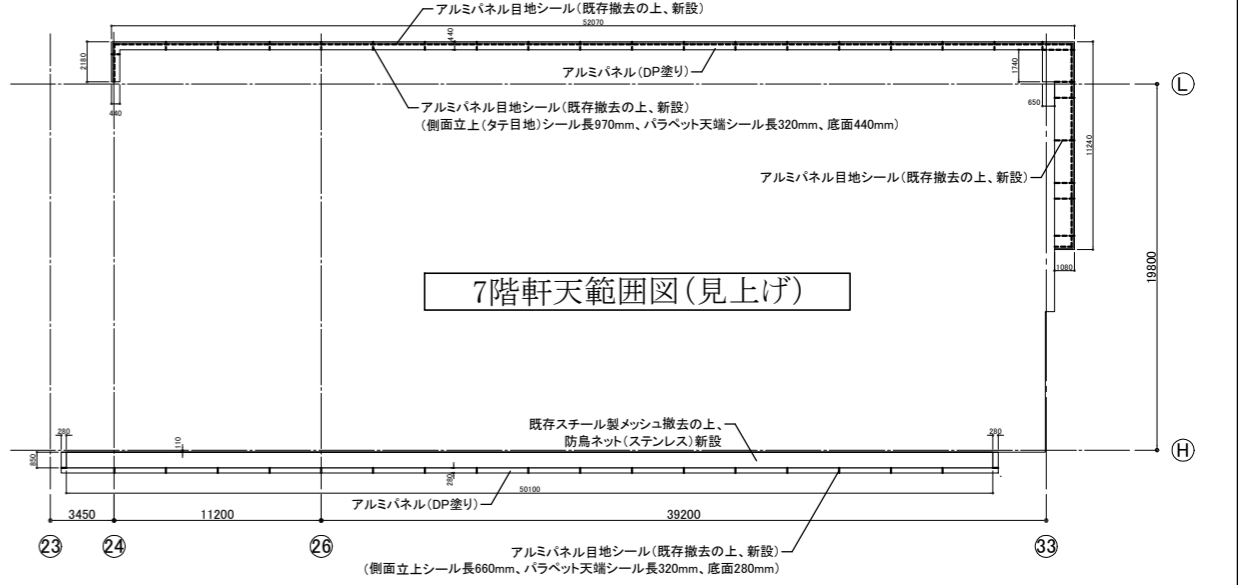 アルミパネル目地シール(既存撤去の上、新設)
52070
440
2180
アルミパネル(DP塗り)
1740
L
440
アルミパネル目地シール(既存撤去の上、新設)
(側面立上(タテ目地)シール長970mm、パラペット天端シール長320mm、底面440mm)
650
11240
アルミパネル目地シール(既存撤去の上、新設)
1080
19800
7階軒天範囲図(見上げ)
既存スチール製メッシュ撤去の上、
防鳥ネット(ステンレス)新設
280
110
280
H
850
280
50100
アルミパネル(DP塗り)
3450
11200
39200
23
24
26
33
アルミパネル目地シール(既存撤去の上、新設)
(側面立上シール長660mm、パラペット天端シール長320mm、底面280mm)